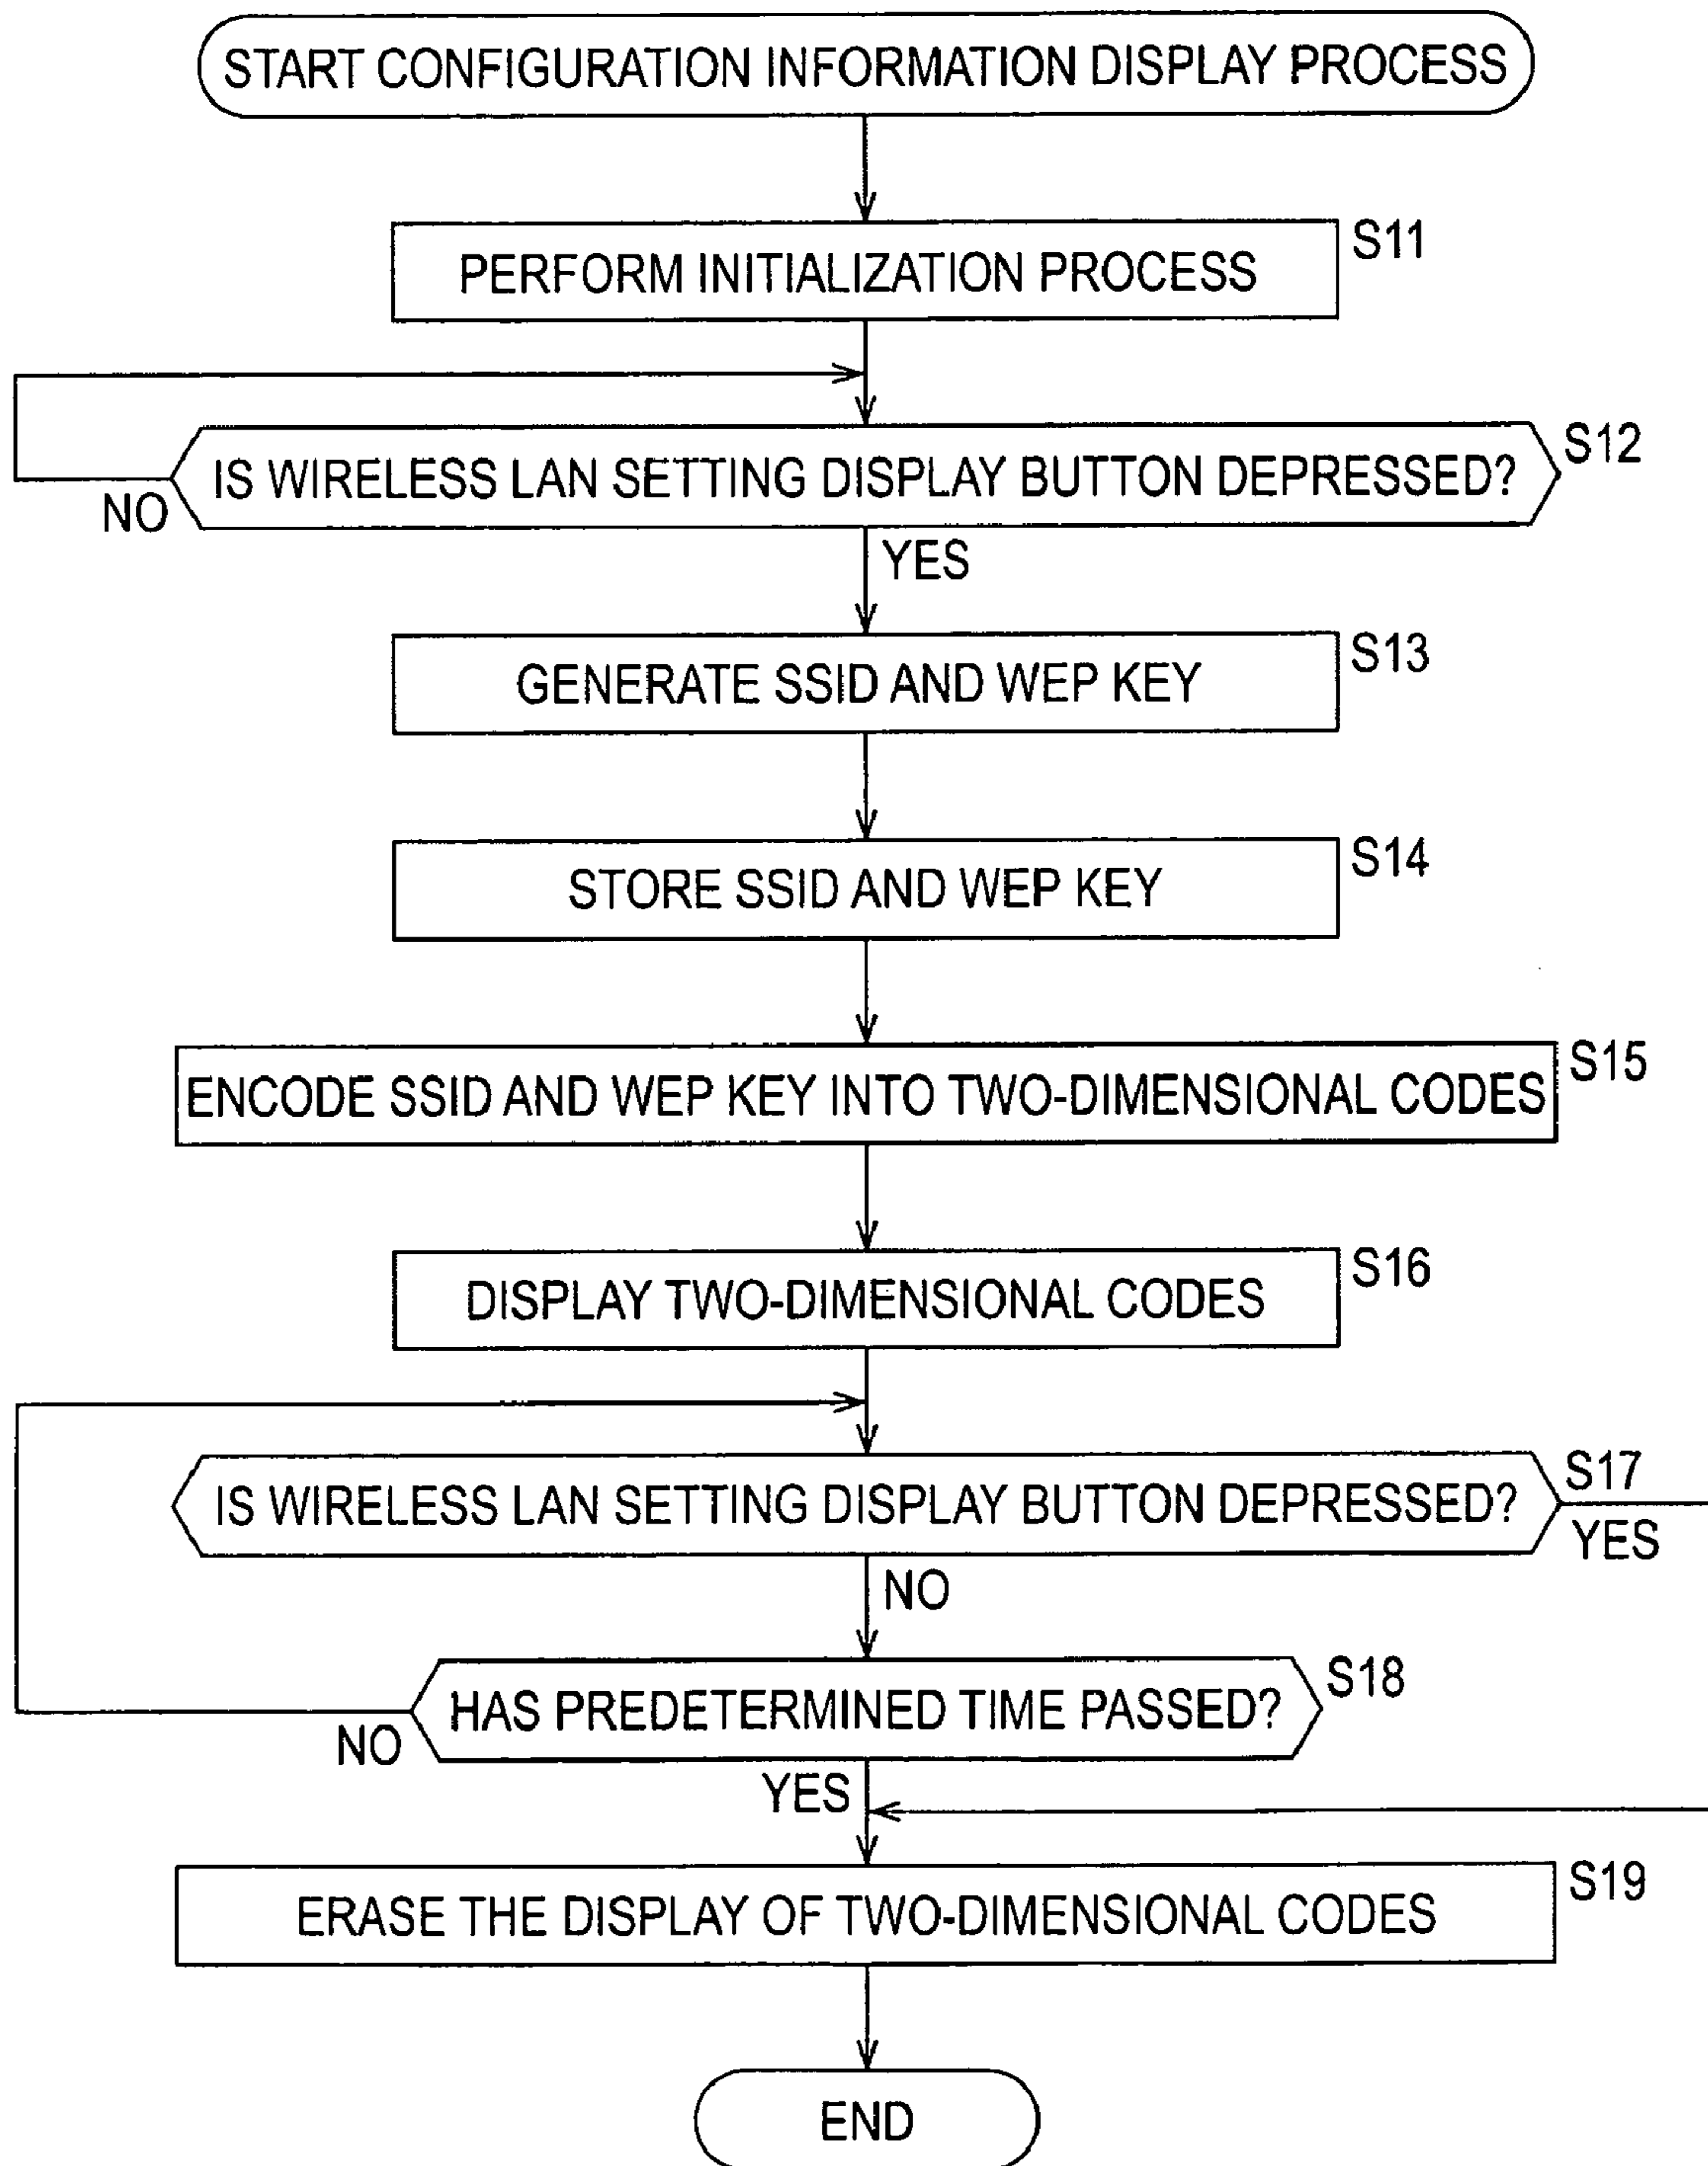 START CONFIGURATION INFORMATION DISPLAY PROCESS
PERFORM INITIALIZATION PROCESS
S11
IS WIRELESS LAN SETTING DISPLAY BUTTON DEPRESSED?
S12
NO
YES
GENERATE SSID AND WEP KEY
S13
STORE SSID AND WEP KEY
S14
ENCODE SSID AND WEP KEY INTO TWO-DIMENSIONAL CODES
S15
DISPLAY TWO-DIMENSIONAL CODES
S16
IS WIRELESS LAN SETTING DISPLAY BUTTON DEPRESSED?
S17
YES
NO
HAS PREDETERMINED TIME PASSED?
S18
NO
YES
ERASE THE DISPLAY OF TWO-DIMENSIONAL CODES
S19
END